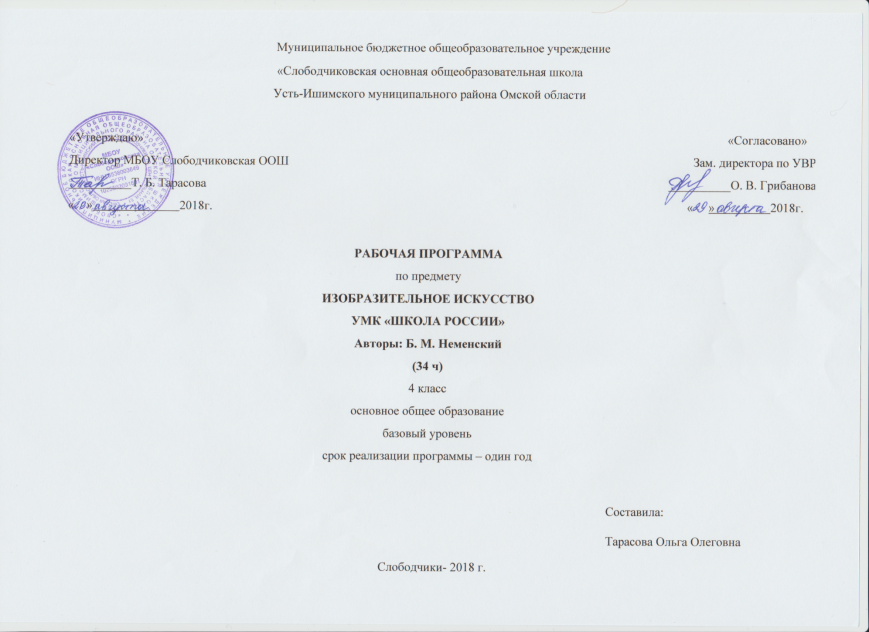 Муниципальное бюджетное общеобразовательное учреждение
«Слободчиковская основная общеобразовательная школа
Усть-Ишимского муниципального района Омской области
«Утверждаю» «Согласовано»
Директор МБОУ Слободчиковская ООШ Зам. директора по УВР
Т. Б. Тарасова О. В. Грибанова
августа 2018г. «29» августа 2018г.
РАБОЧАЯ ПРОГРАММА
по предмету
ИЗОБРАЗИТЕЛЬНОЕ ИСКУССТВО
УМК «ШКОЛА РОССИИ»
Авторы: Б. М. Неменский
(34 ч)
4 класс
основное общее образование
базовый уровень
срок реализации программы – один год
Составила:
Тарасова Ольга Олеговна
Слободчики- 2018 г.